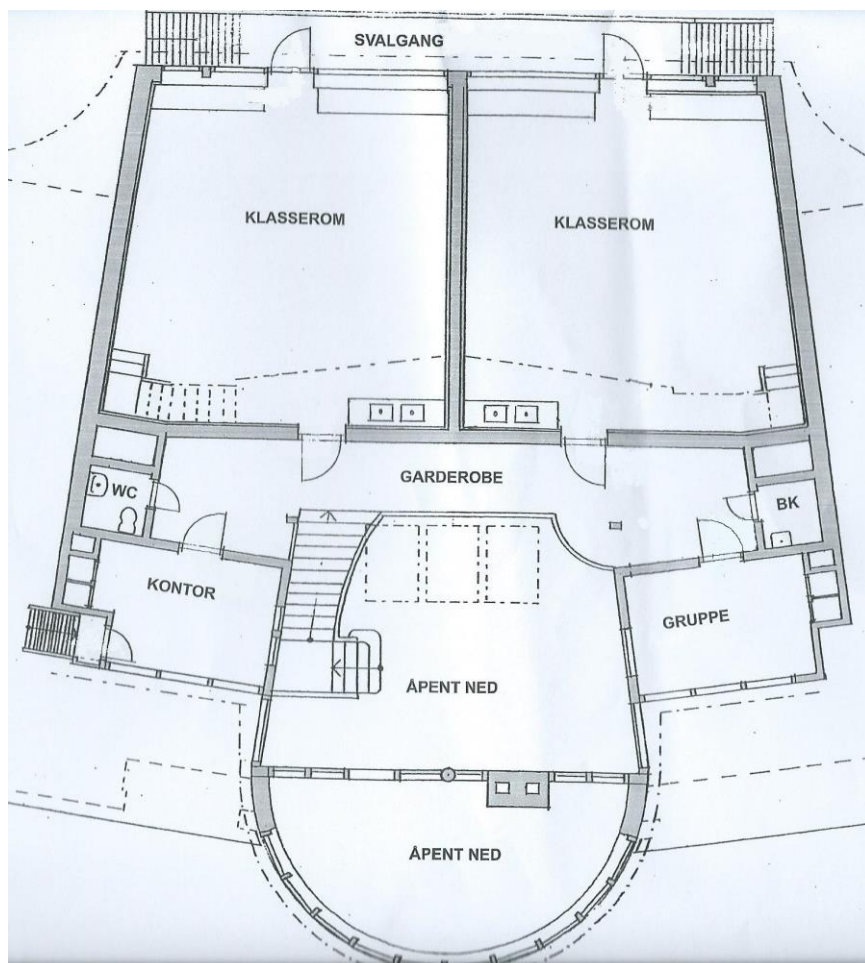 SVALGANG
KLASSEROM
KLASSEROM
GARDEROBE
WC
BK
KONTOR
GRUPPE
ÅPENT NED
ÅPENT NED